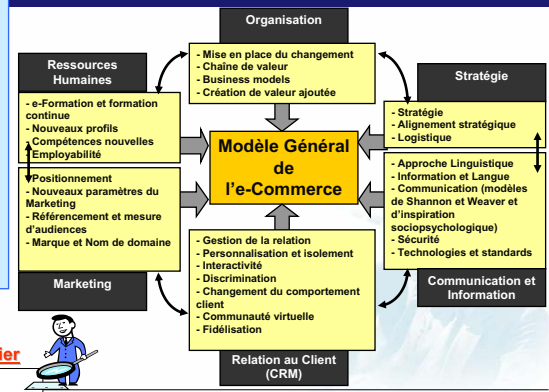 Organisation
- Mise en place du changement
- Chaîne de valeur
- Business models
- Création de valeur ajoutée
Ressources
Humaines
- e-Formation et formation
continue
- Nouveaux profils
- Compétences nouvelles
- Employabilité
Stratégie
- Stratégie
- Alignement stratégique
- Logistique
Modèle Général
de
l'e-Commerce
- Positionnement
- Nouveaux paramètres du
Marketing
- Référencement et mesure
d'audiences
- Marque et Nom de domaine
Marketing
- Approche Linguistique
- Information et Langue
- Communication (modèles
de Shannon et Weaver et
d'inspiration
sociopsychologique)
- Sécurité
- Technologies et standards
Communication et
Information
- Gestion de la relation
- Personnalisation et isolement
- Interactivité
- Discrimination
- Changement du comportement
client
- Communauté virtuelle
- Fidélisation
Relation au Client
(CRM)
ier